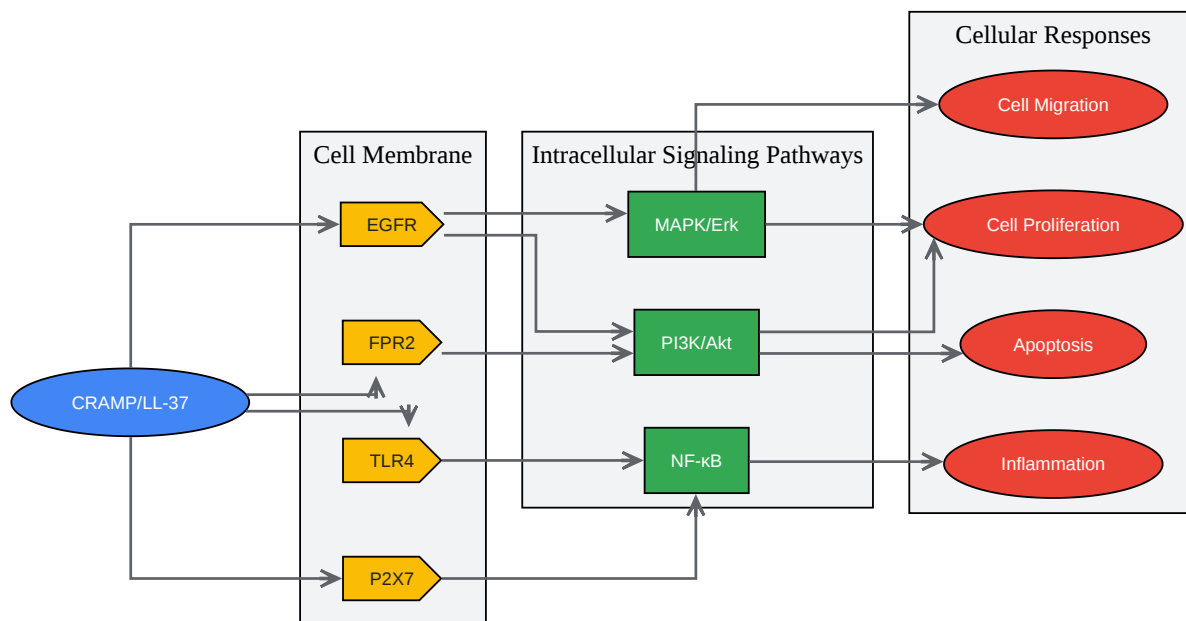 Cellular Responses
Cell Migration
Cell Membrane
Intracellular Signaling Pathways
EGFR
MAPK/Erk
Cell Proliferation
FPR2
PI3K/Akt
Apoptosis
CRAMP/LL-37
TLR4
NF-κB
Inflammation
P2X7